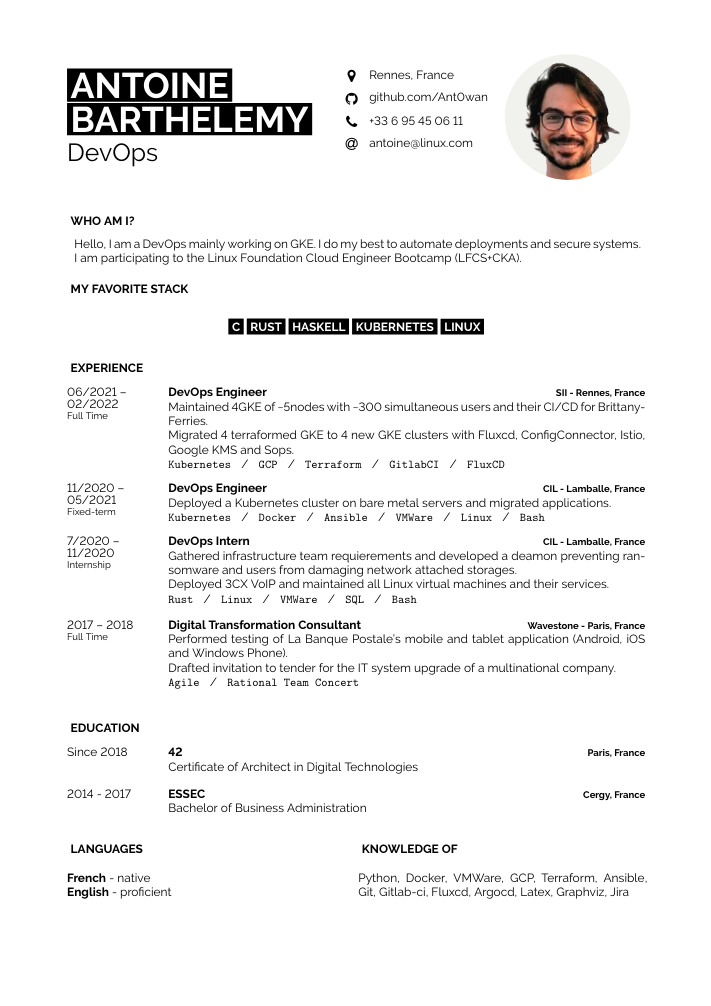 ANTOINE
BARTHELEMY
DevOps
Rennes, France
github.com/Ant0wan
+33 6 95 45 06 11
antoine@linux.com
WHO AM I?
Hello, I am a DevOps mainly working on GKE. I do my best to automate deployments and secure systems.
I am participating to the Linux Foundation Cloud Engineer Bootcamp (LFCS+CKA).
MY FAVORITE STACK
C RUST HASKELL KUBERNETES LINUX
EXPERIENCE
06/2021 –
02/2022
Full Time
DevOps Engineer SII - Rennes, France
Maintained 4GKE of ~5nodes with ~300 simultaneous users and their CI/CD for Brittany-
Ferries.
Migrated 4 terraformed GKE to 4 new GKE clusters with Fluxcd, ConfigConnector, Istio,
Google KMS and Sops.
Kubernetes / GCP / Terraform / GitlabCI / FluxCD
11/2020 –
05/2021
Fixed-term
DevOps Engineer CIL - Lamballe, France
Deployed a Kubernetes cluster on bare metal servers and migrated applications.
Kubernetes / Docker / Ansible / VMWare / Linux / Bash
7/2020 –
11/2020
Internship
DevOps Intern CIL - Lamballe, France
Gathered infrastructure team requierements and developed a deamon preventing ran-
somware and users from damaging network attached storages.
Deployed 3CX VoIP and maintained all Linux virtual machines and their services.
Rust / Linux / VMWare / SQL / Bash
2017 – 2018
Full Time
Digital Transformation Consultant Wavestone - Paris, France
Performed testing of La Banque Postale's mobile and tablet application (Android, iOS
and Windows Phone).
Drafted invitation to tender for the IT system upgrade of a multinational company.
Agile / Rational Team Concert
EDUCATION
Since 2018 42 Paris, France
Certificate of Architect in Digital Technologies
2014 - 2017 ESSEC Cergy, France
Bachelor of Business Administration
LANGUAGES
French - native
English - proficient
KNOWLEDGE OF
Python, Docker, VMWare, GCP, Terraform, Ansible,
Git, Gitlab-ci, Fluxcd, Argocd, Latex, Graphviz, Jira